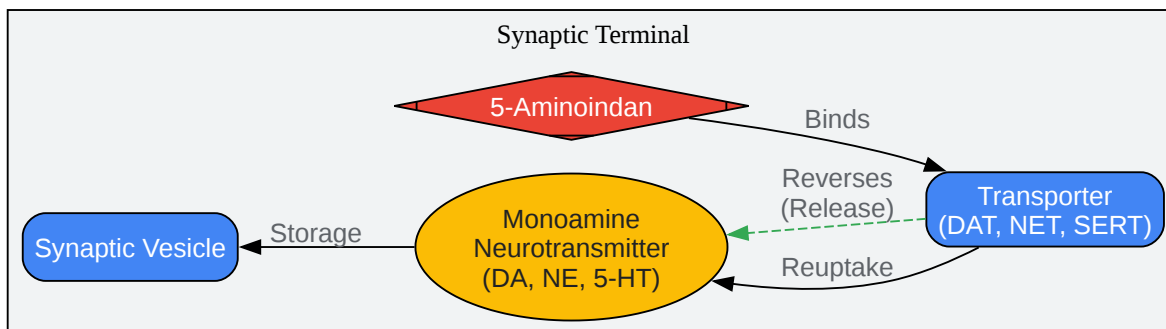 Synaptic Terminal
5-Aminoindan
Binds
Reverses
(Release)
Transporter
(DAT, NET, SERT)
Monoamine
Neurotransmitter
(DA, NE, 5-HT)
Synaptic Vesicle
Storage
Reuptake